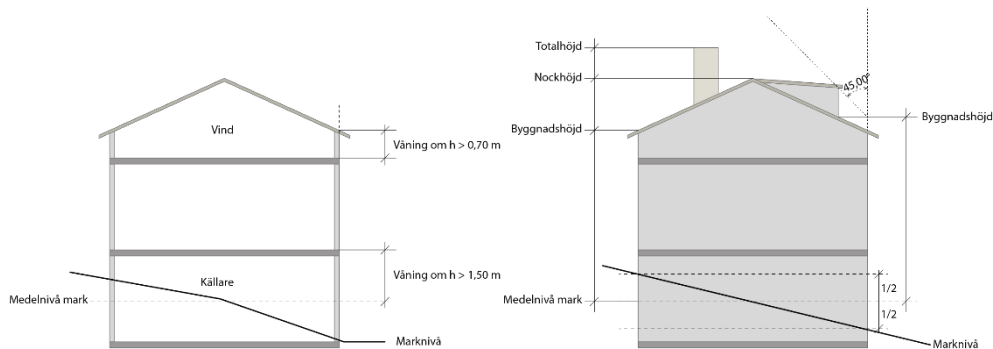 Vind
Våning om h > 0,70 m
Källare
Våning om h > 1,50 m
Medelnivå mark
Marknivå
Totalhöjd
Nockhöjd
45,00°
Byggnadshöjd
Byggnadshöjd
1/2
Medelnivå mark
1/2
Marknivå